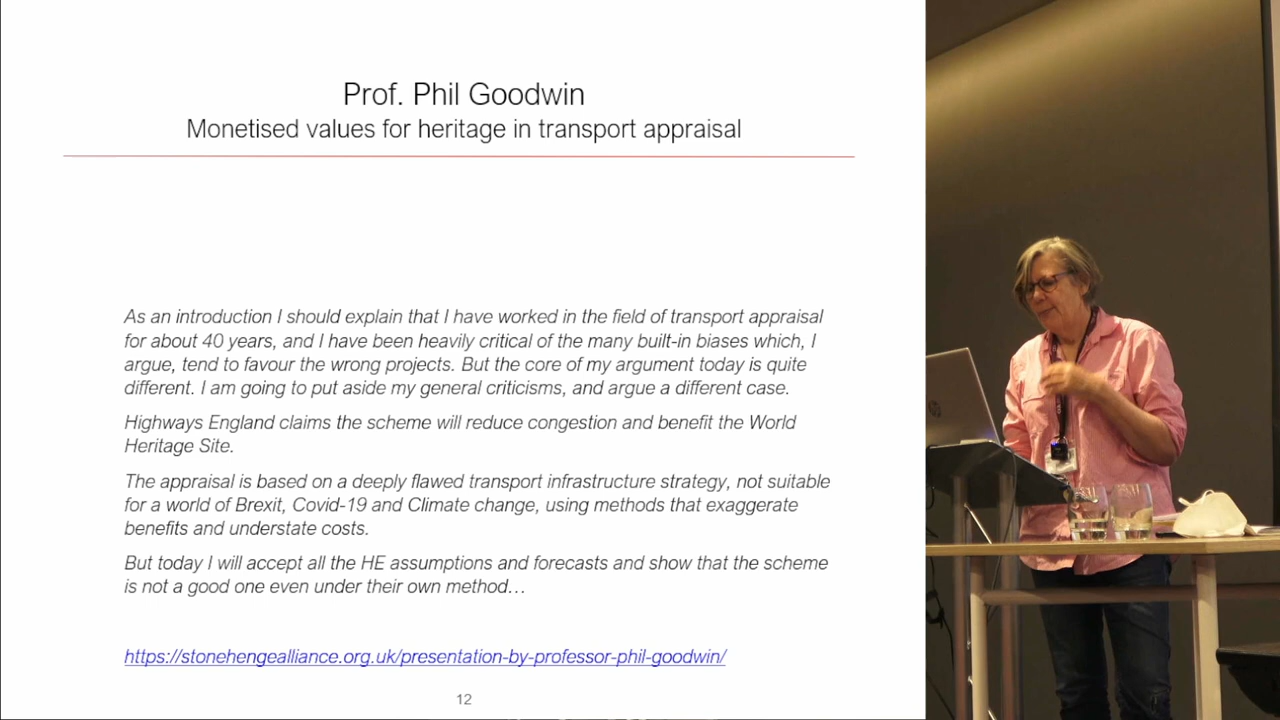 Prof. Phil Goodwin
Monetised values for heritage in transport appraisal
As an introduction I should explain that I have worked in the field of transport appraisal
for about 40 years, and I have been heavily critical of the many built-in biases which, I
argue, tend to favour the wrong projects. But the core of my argument today is quite
different. I am going to put aside my general criticisms, and argue a different case.
Highways England claims the scheme will reduce congestion and benefit the World
Heritage Site.
The appraisal is based on a deeply flawed transport infrastructure strategy, not suitable
for a world of Brexit, Covid-19 and Climate change, using methods that exaggerate
benefits and understate costs.
But today I will accept all the HE assumptions and forecasts and show that the scheme
is not a good one even under their own method…
https://stonehengealliance.org.uk/presentation-by-professor-phil-goodwin/
12
hp